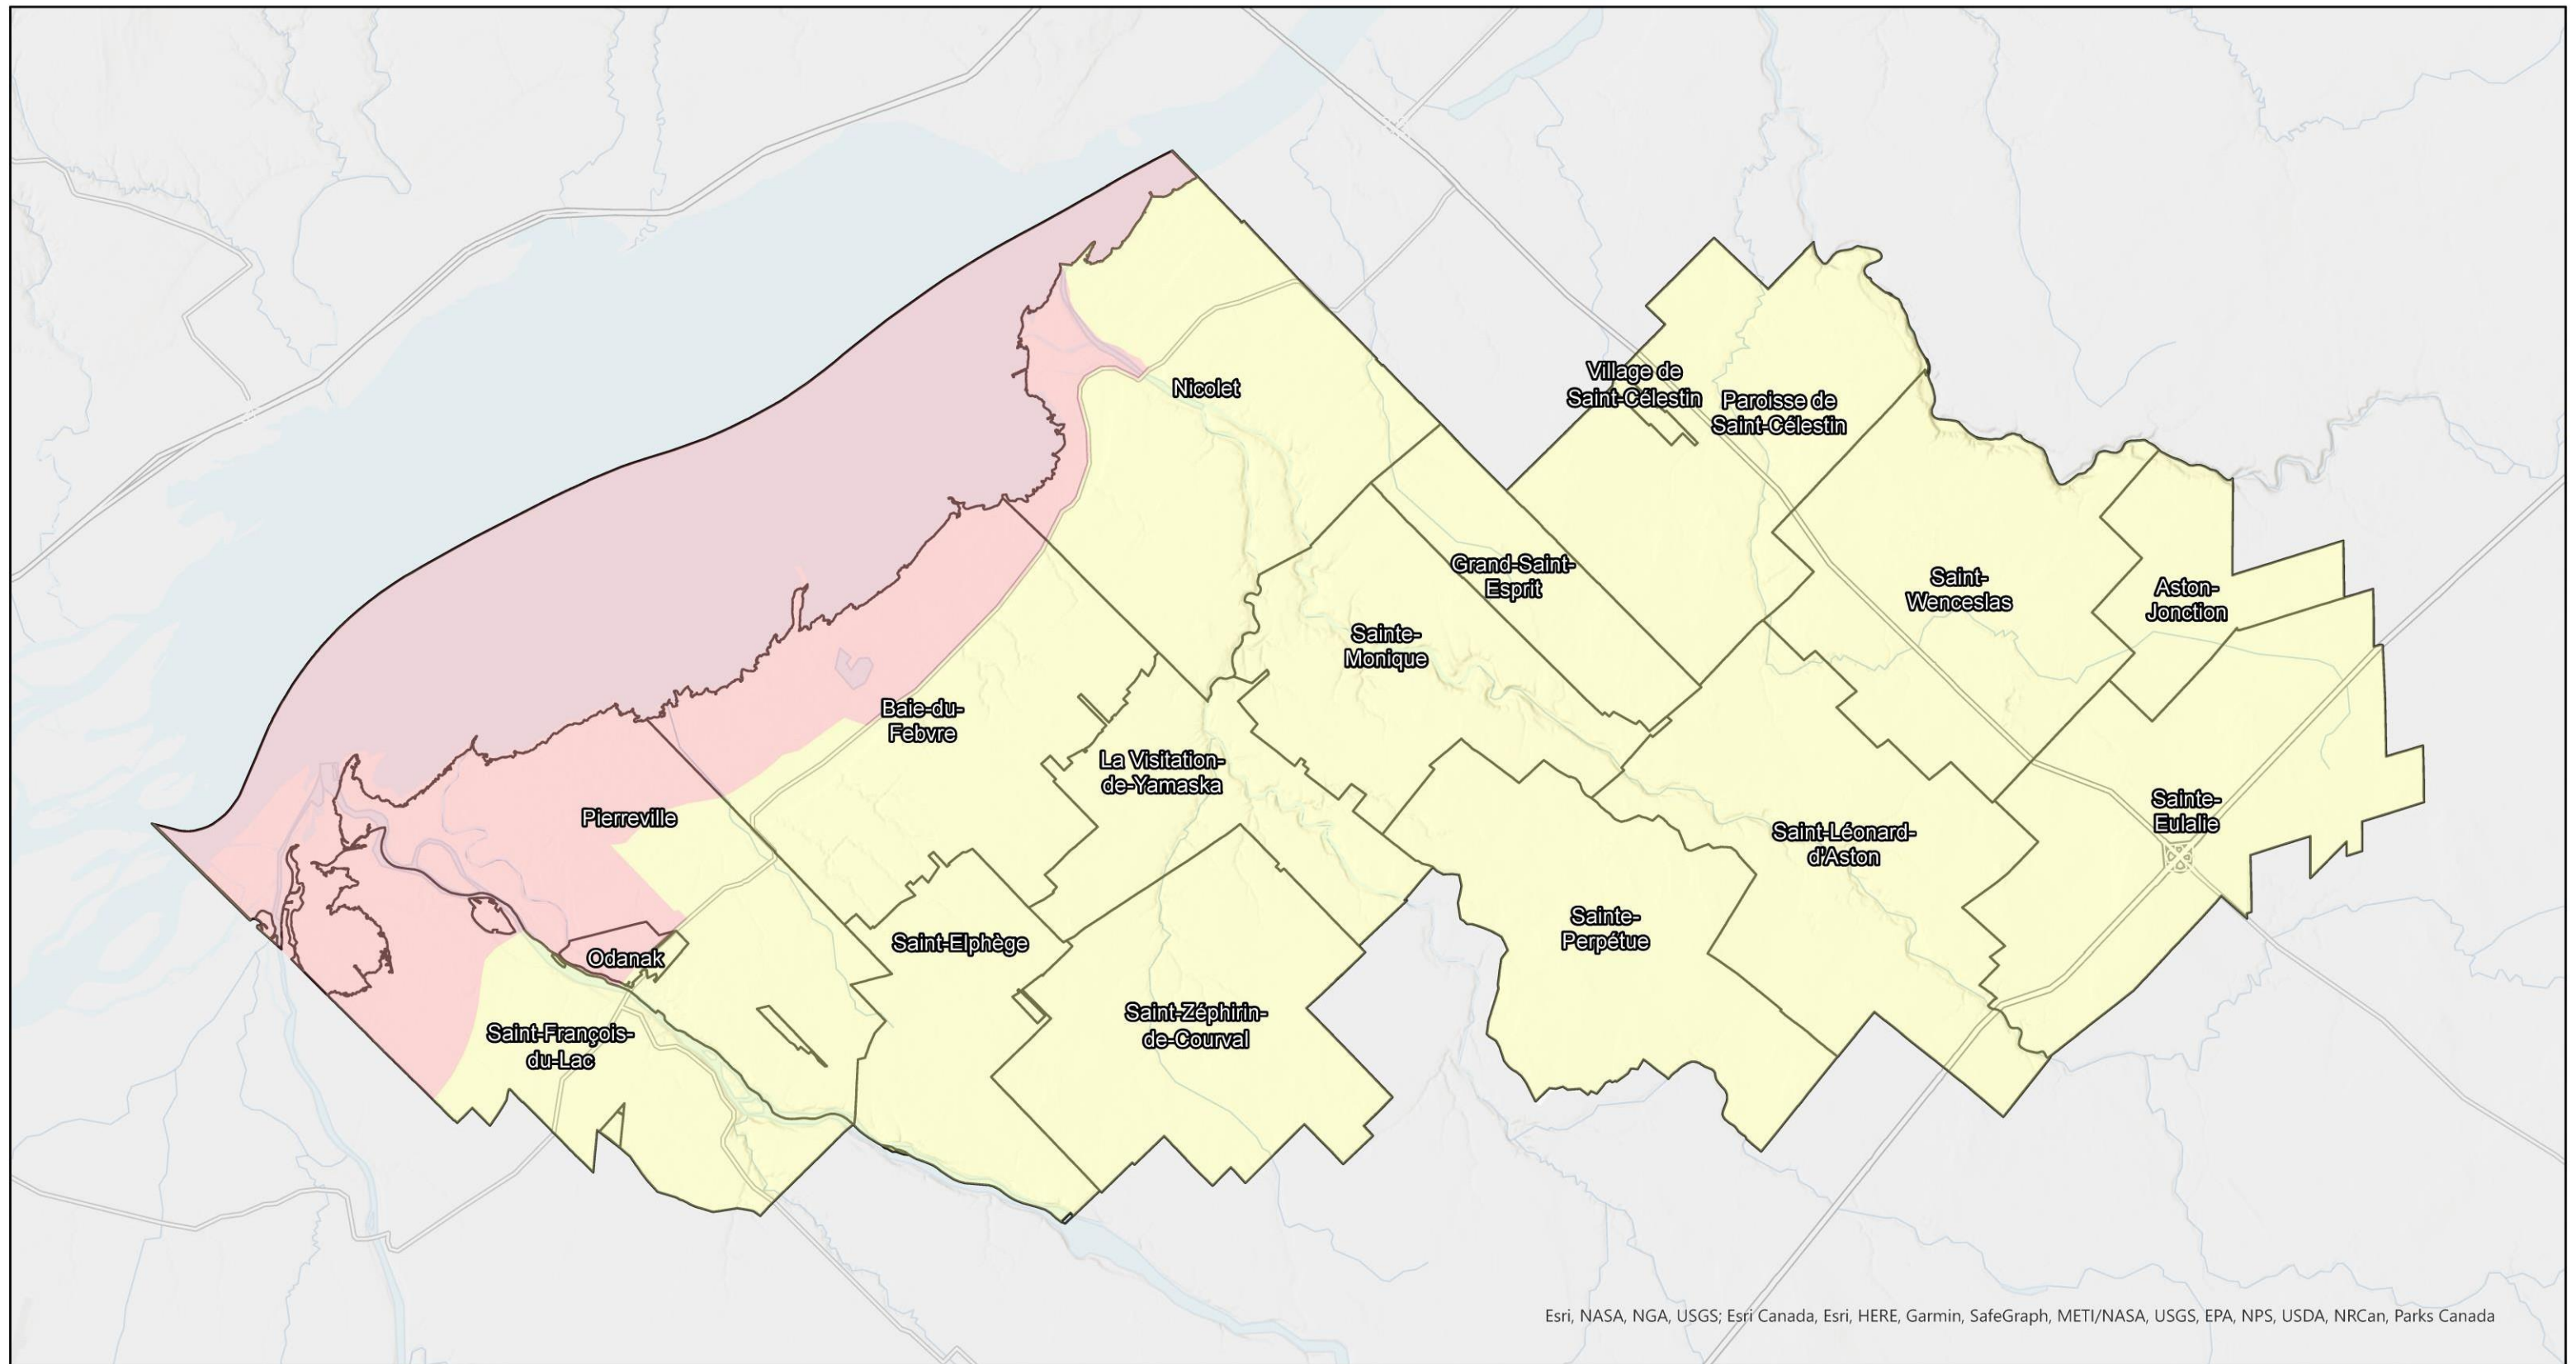 Village de
Saint-Célestin
Nicolet
Paroisse de
Saint-Célestin
Grand-Saint-
Esprit
Saint-
Wenceslas
Aston-
Jonction
Sainte-
Monique
Baie-du-
Febvre
La Visitation-
de-Yamaska
Pierreville
Sainte-
Eulalie
Saint-Léonard-
d'Aston
Sainte-
Perpétue
Saint-Elphège
Odanak
Saint-Zéphirin-
de-Courval
Saint-François-
du-Lac
Esri, NASA, NGA, USGS; Esri Canada, Esri, HERE, Garmin, SafeGraph, METI/NASA, USGS, EPA, NPS, USDA, NRCan, Parks Canada